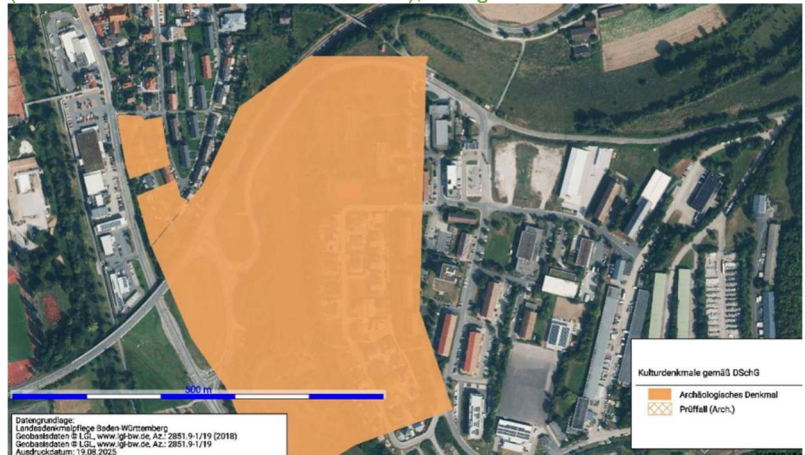 500 m
Kulturdenkmale gemäß DSchG
Archäologisches Denkmal
Prüffall (Arch.)
Datengrundlage:
Landesdenkmalpflege Baden-Württemberg
Geobasisdaten © LGL, www.lgl-bw.de, Az.: 2851.9-1/19 (2018)
Geobasisdaten © LGL, www.lgl-bw.de, Az.: 2851.9-1/19
Ausdruckdatum: 19.08.2025